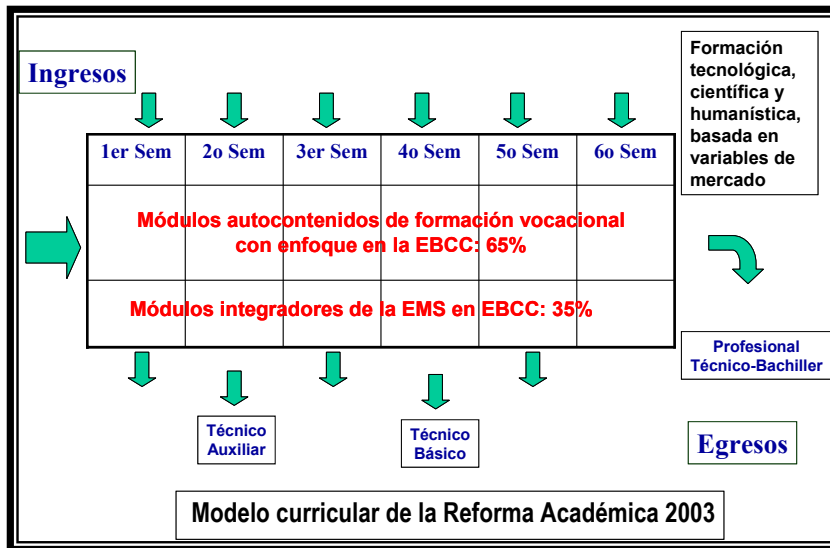 Ingresos
Formación
tecnológica,
científica y
humanística,
basada en
variables de
mercado
1er Sem
2o Sem
3er Sem
4o Sem
5o Sem
6o Sem
Módulos autocontenidos de formación vocacional
con enfoque en la EBCC: 65%
Módulos integradores de la EMS en EBCC: 35%
Profesional
Técnico-Bachiller
Técnico
Auxiliar
Técnico
Básico
Egresos
Modelo curricular de la Reforma Académica 2003